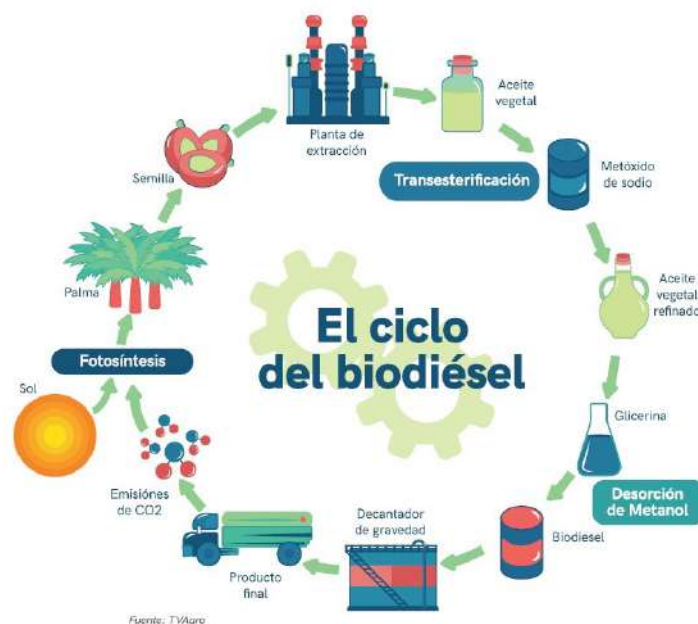 El ciclo
del biodiésel
Sol
Fotosíntesis
Palma
Semilla
Planta de
extracción
Aceite
vegetal
Transesterificación
Metóxido
de sodio
Aceite
vegetal
refinado
Glicerina
Desorción
de Metanol
Biodiesel
Decantador
de gravedad
Producto
final
Emisiónes
de CO2
Fuente: TVAgro